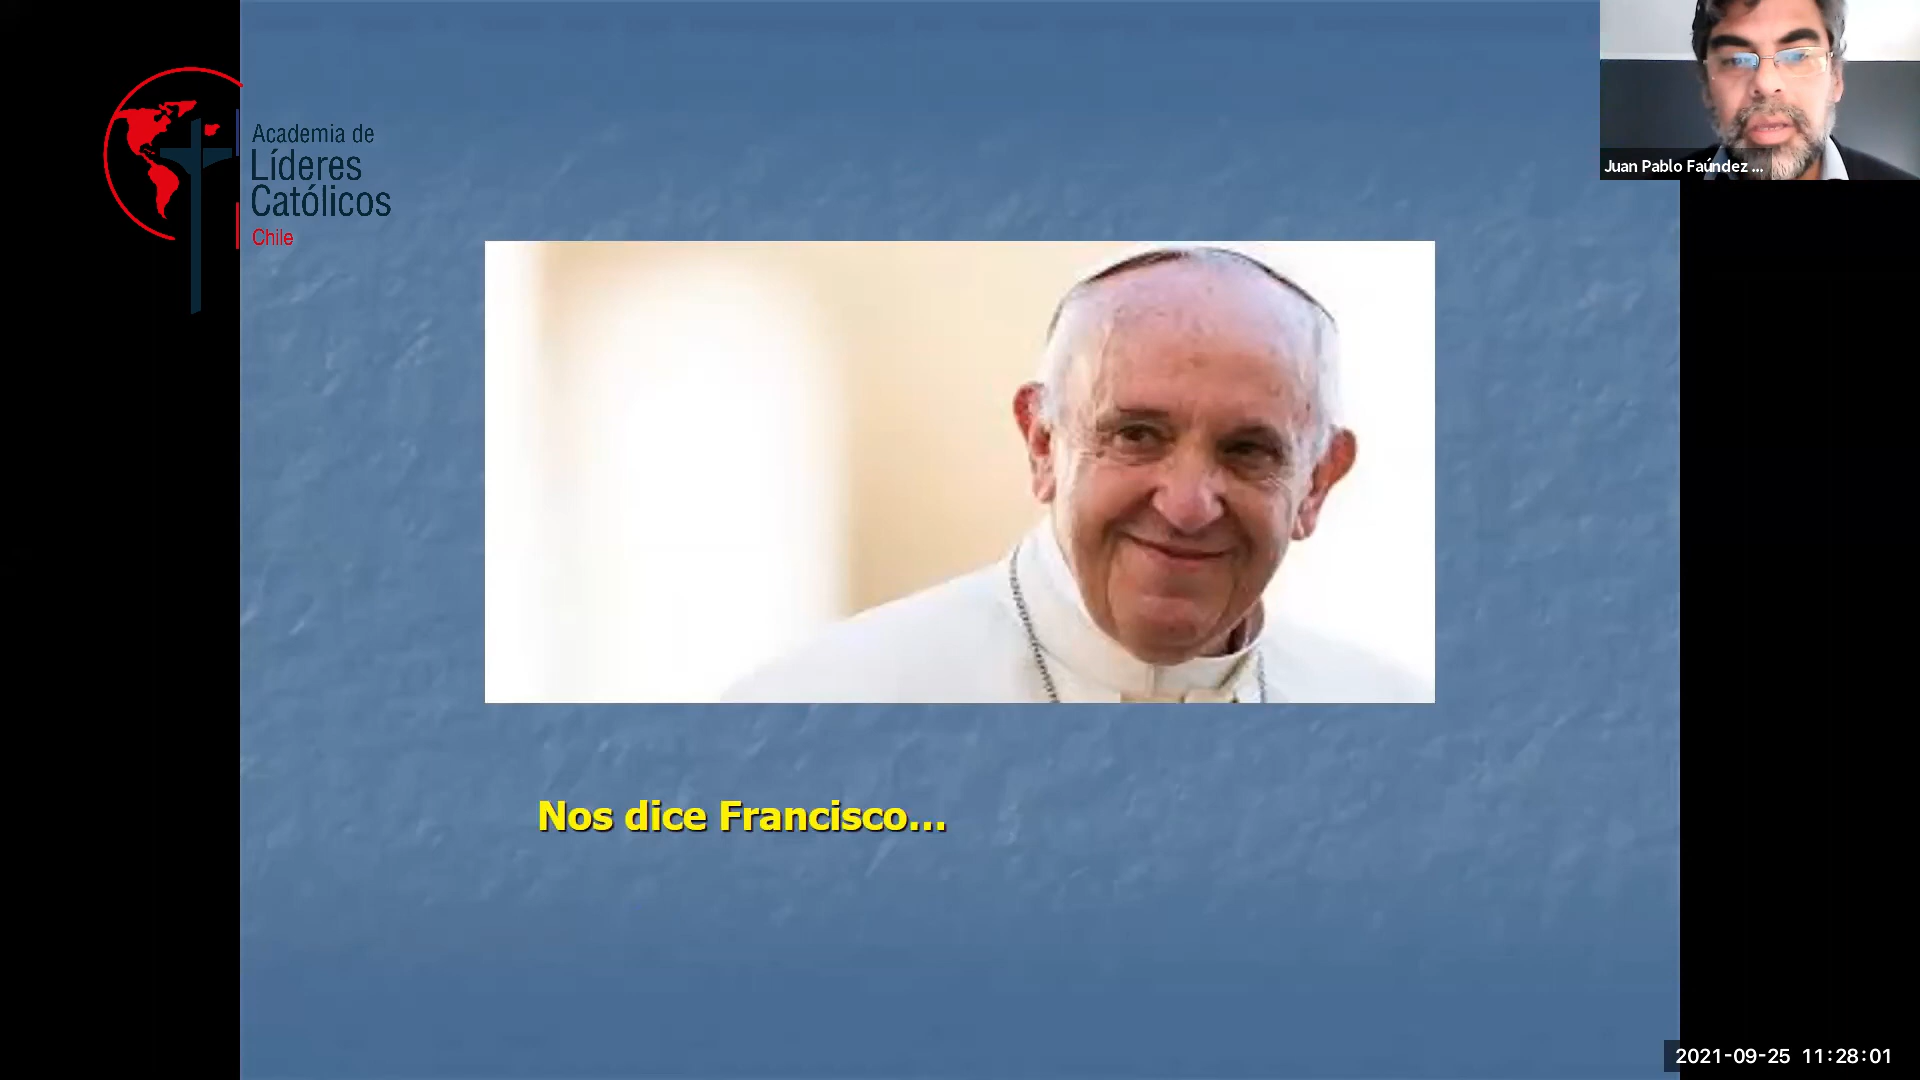 Academia de
Líderes
Católicos
Chile
Juan Pablo Faúndez ...
Nos dice Francisco...
2021-09-25 11:28:01